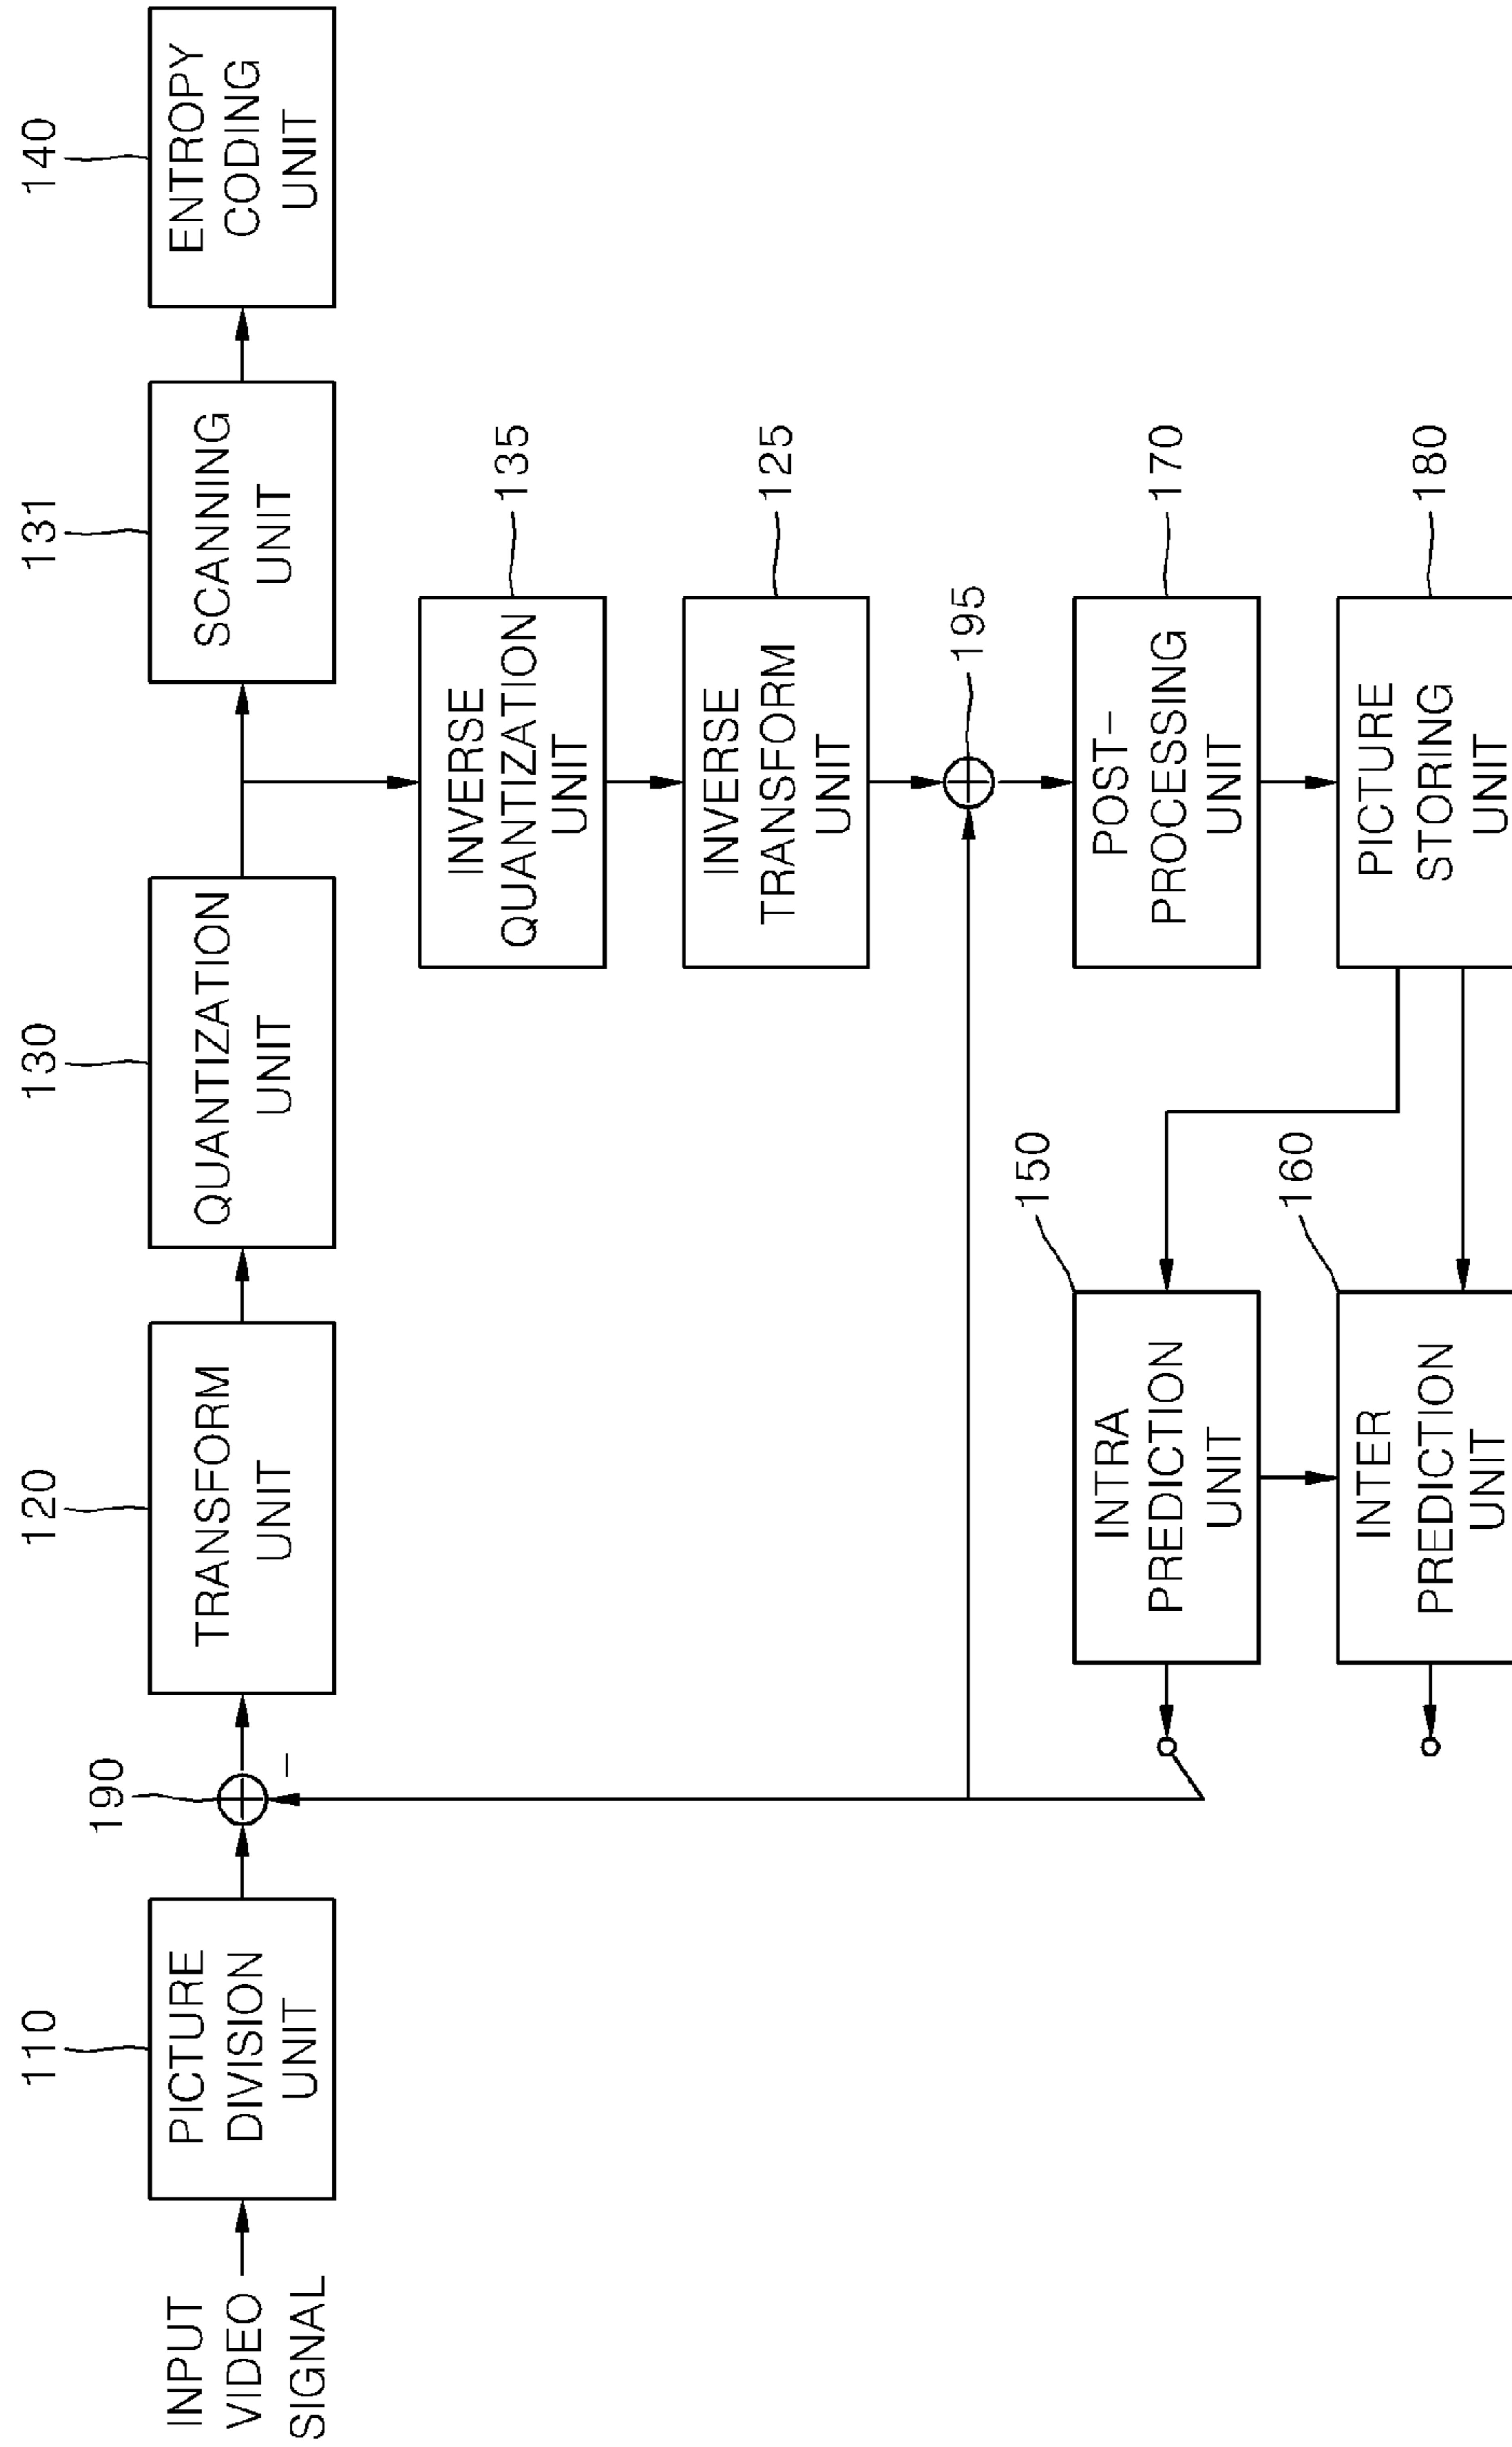 110
190
120
130
131
140
INPUT
VIDEO
SIGNAL
PICTURE
DIVISION
UNIT
−
TRANSFORM
UNIT
QUANTIZATION
UNIT
SCANNING
UNIT
ENTROPY
CODING
UNIT
INVERSE
QUANTIZATION
UNIT
135
INVERSE
TRANSFORM
UNIT
125
195
150
INTRA
PREDICTION
UNIT
POST-
PROCESSING
UNIT
170
160
INTER
PREDICTION
UNIT
PICTURE
STORING
UNIT
180